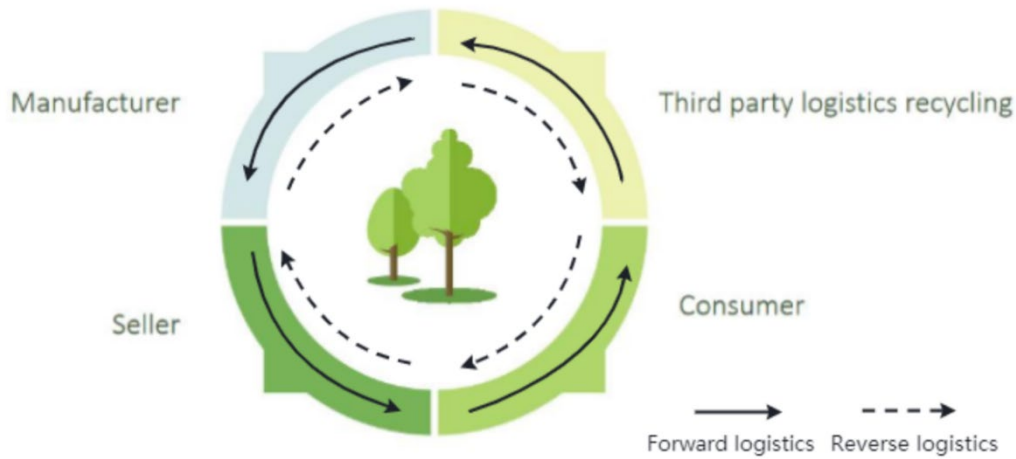 Manufacturer
Third party logistics recycling
Seller
Consumer
Forward logistics
Reverse logistics